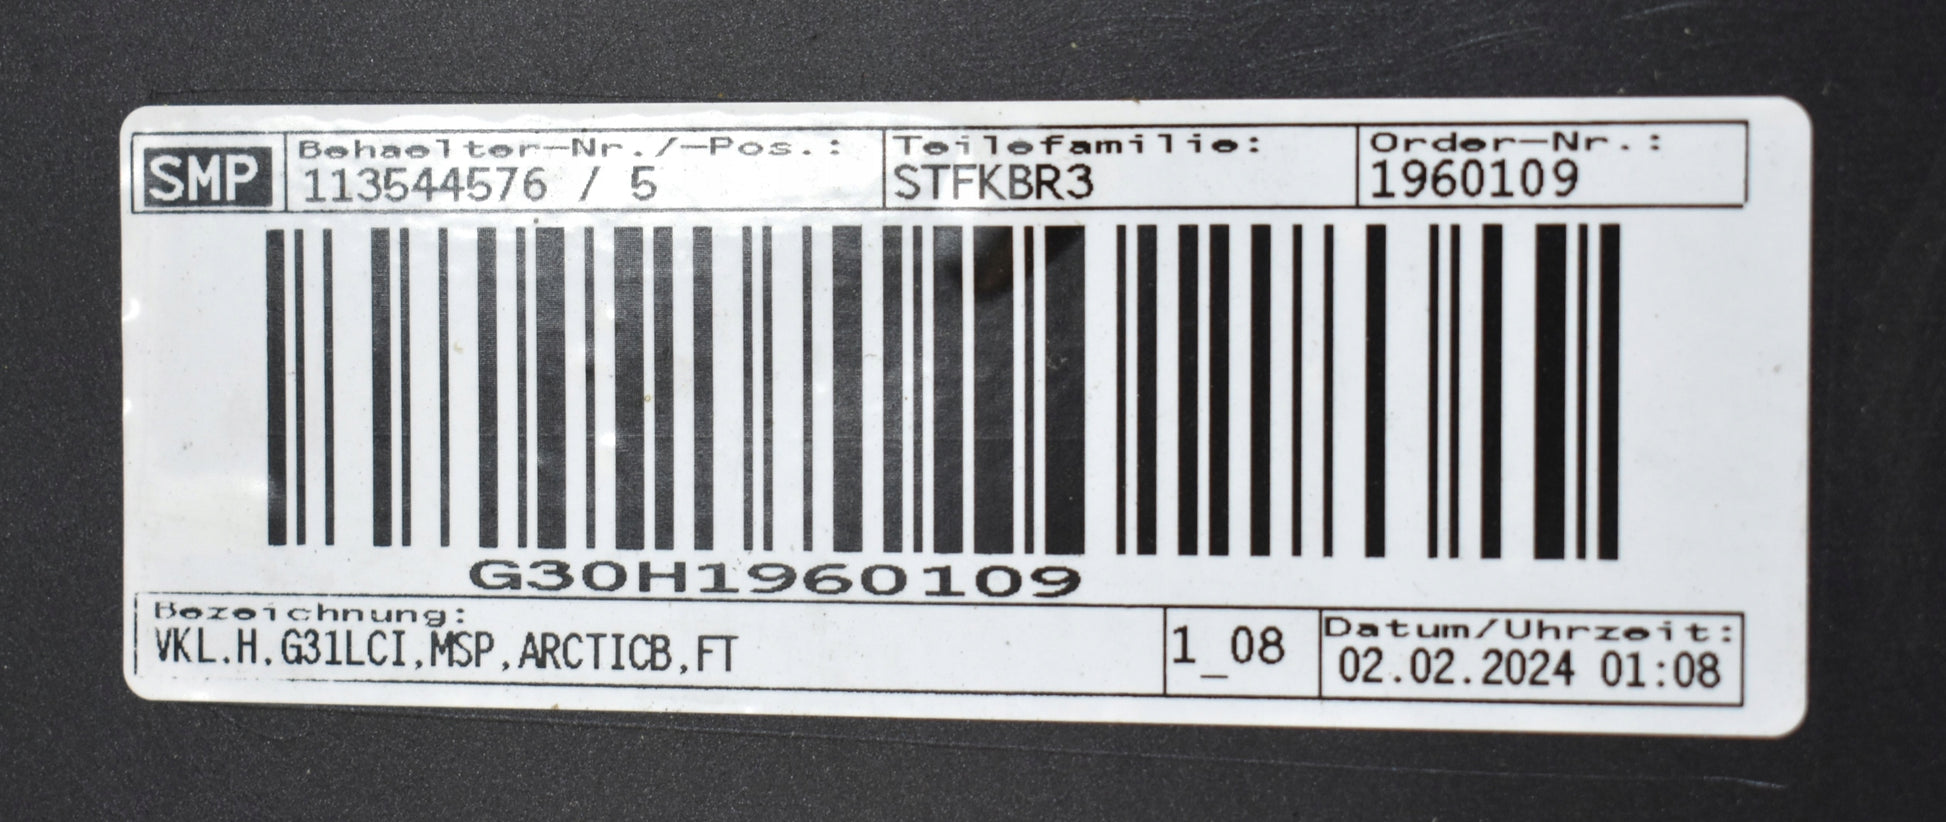 SMP
Behaelter-Nr./-Pos.:
113544576 / 5
Teilefamilie:
STFKBR3
Order-Nr.:
1960109
G30H1960109
Bezeichnung:
VKL.H.G31LCI,MSP,ARCTICB,FT
1_08
Datum/Uhrzeit:
02.02.2024 01:08